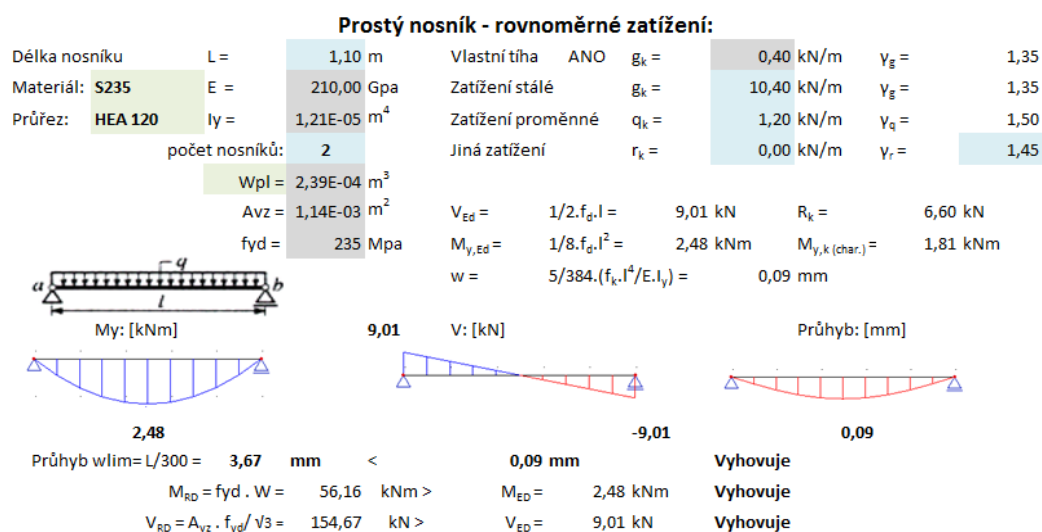 Prostý nosník - rovnoměrné zatížení:
Délka nosníku L = 1,10 m Vlastní tíha ANO gk = 0,40 kN/m γg = 1,35
Materiál: S235 E = 210,00 Gpa Zatížení stálé gk = 10,40 kN/m γg = 1,35
Průřez: HEA 120 Iy = 1,21E-05 m⁴ Zatížení proměnné qk = 1,20 kN/m γq = 1,50
počet nosníků: 2 Jiná zatížení rk = 0,00 kN/m γr = 1,45
Wpl = 2,39E-04 m³
Avz = 1,14E-03 m² VEd = 1/2.fd.l = 9,01 kN Rk = 6,60 kN
fyd = 235 Mpa My,Ed = 1/8.fd.l² = 2,48 kNm My,k (char.) = 1,81 kNm
w = 5/384.(fk.l⁴/E.Iy) = 0,09 mm
q
a b
l
My: [kNm] 9,01 V: [kN] Průhyb: [mm]
2,48 -9,01 0,09
Průhyb wlim= L/300 = 3,67 mm < 0,09 mm Vyhovuje
MRD = fyd . W = 56,16 kNm > MED = 2,48 kNm Vyhovuje
VRD = Avz . fyd/ √3 = 154,67 kN > VED = 9,01 kN Vyhovuje